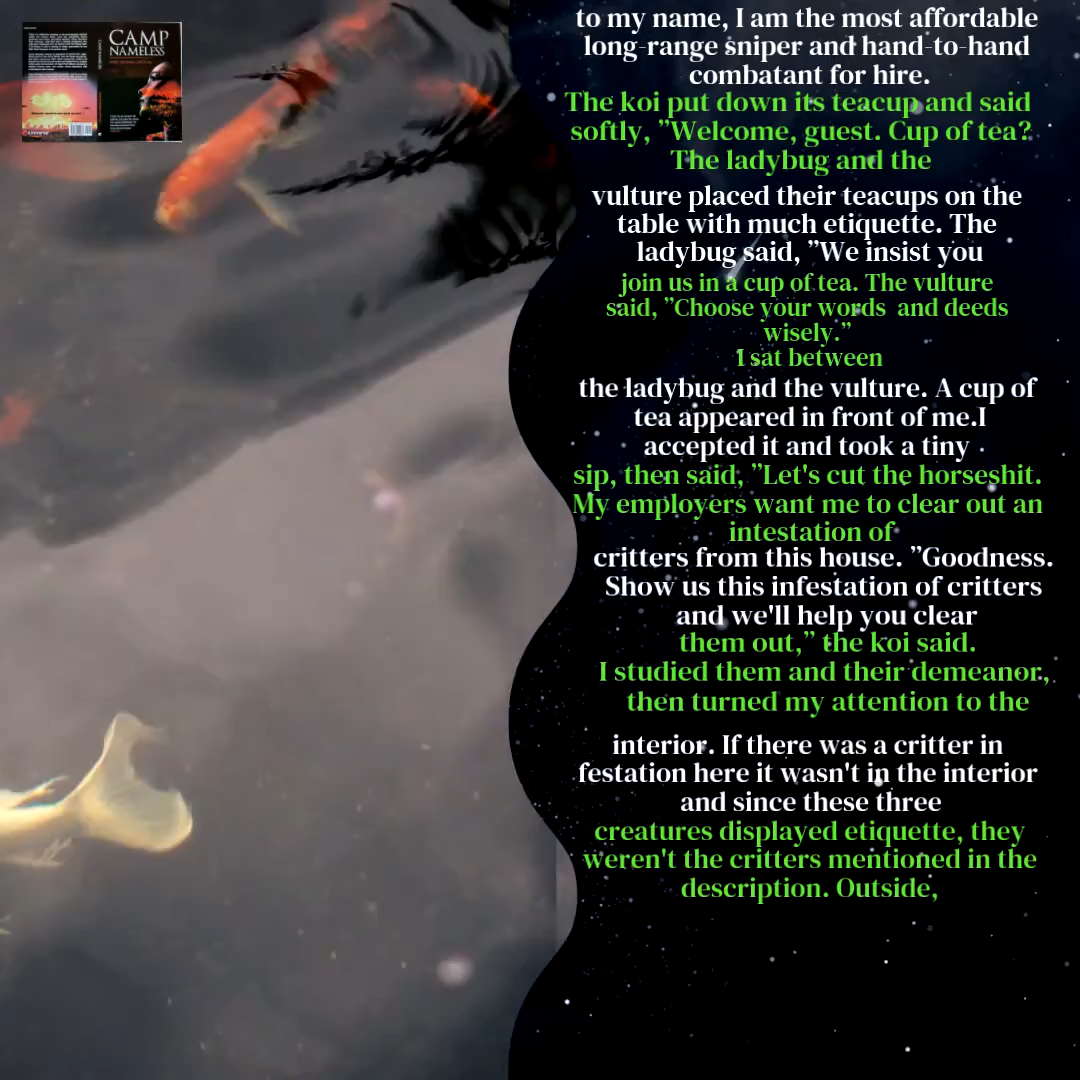 CAMP
NAMELESS
to my name, I am the most affordable
long-range sniper and hand-to-hand
combatant for hire.
The koi put down its teacup and said
softly, ”Welcome, guest. Cup of tea?
The ladybug and the
vulture placed their teacups on the
table with much etiquette. The
ladybug said, ”We insist you
join us in a cup of tea. The vulture
said, ”Choose your words  and deeds
wisely.”
I sat between
the ladybug and the vulture. A cup of
tea appeared in front of me.I
accepted it and took a tiny
sip, then said, ”Let's cut the horseshit.
My employers want me to clear out an
intestation of
critters from this house. ”Goodness.
Show us this infestation of critters
and we'll help you clear
them out,” the koi said.
I studied them and their demeanor,
then turned my attention to the
interior. If there was a critter in
festation here it wasn't in the interior
and since these three
creatures displayed etiquette, they
weren't the critters mentioned in the
description. Outside,